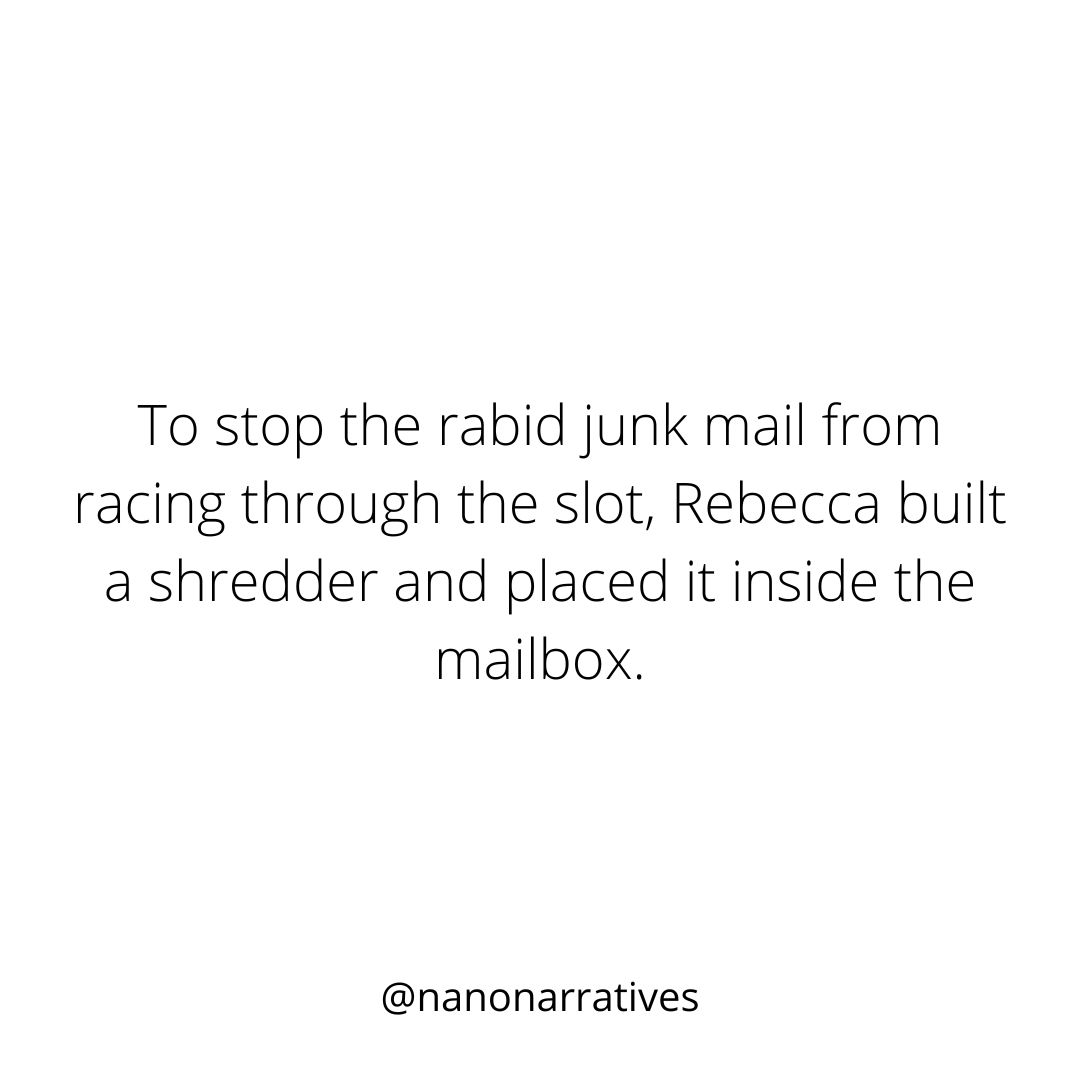 To stop the rabid junk mail from
racing through the slot, Rebecca built
a shredder and placed it inside the
mailbox.
@nanonarratives